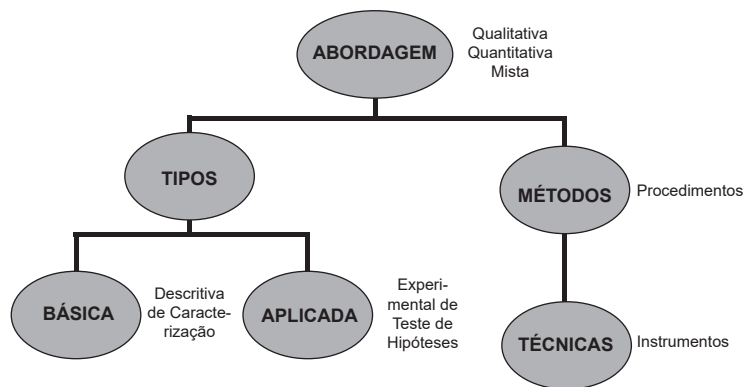 ABORDAGEM
Qualitativa
Quantitativa
Mista
TIPOS
MÉTODOS
Procedimentos
BÁSICA
Descritiva
de Caracte-
rização
APLICADA
Experi-
mental de
Teste de
Hipóteses
TÉCNICAS
Instrumentos